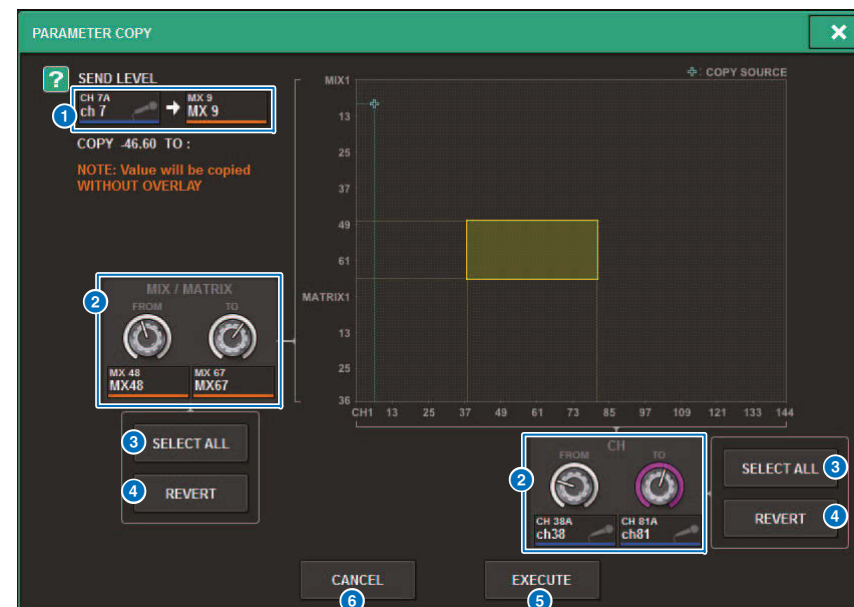 PARAMETER COPY
?
SEND LEVEL
CH 7A
ch 7
MX 9
MX 9
1
COPY -46.60 TO :
NOTE: Value will be copied
WITHOUT OVERLAY
COPY SOURCE
MIX1
13
25
37
49
61
MATRIX1
13
25
36
CH1 13 25 37 49 61 73 85 97 109 121 133 144
2
MIX / MATRIX
FROM TO
MX 48
MX48
MX 67
MX67
3 SELECT ALL
4 REVERT
2
CH
FROM TO
CH 38A
ch38
CH 81A
ch81
SELECT ALL 3
REVERT 4
CANCEL
6
EXECUTE
5